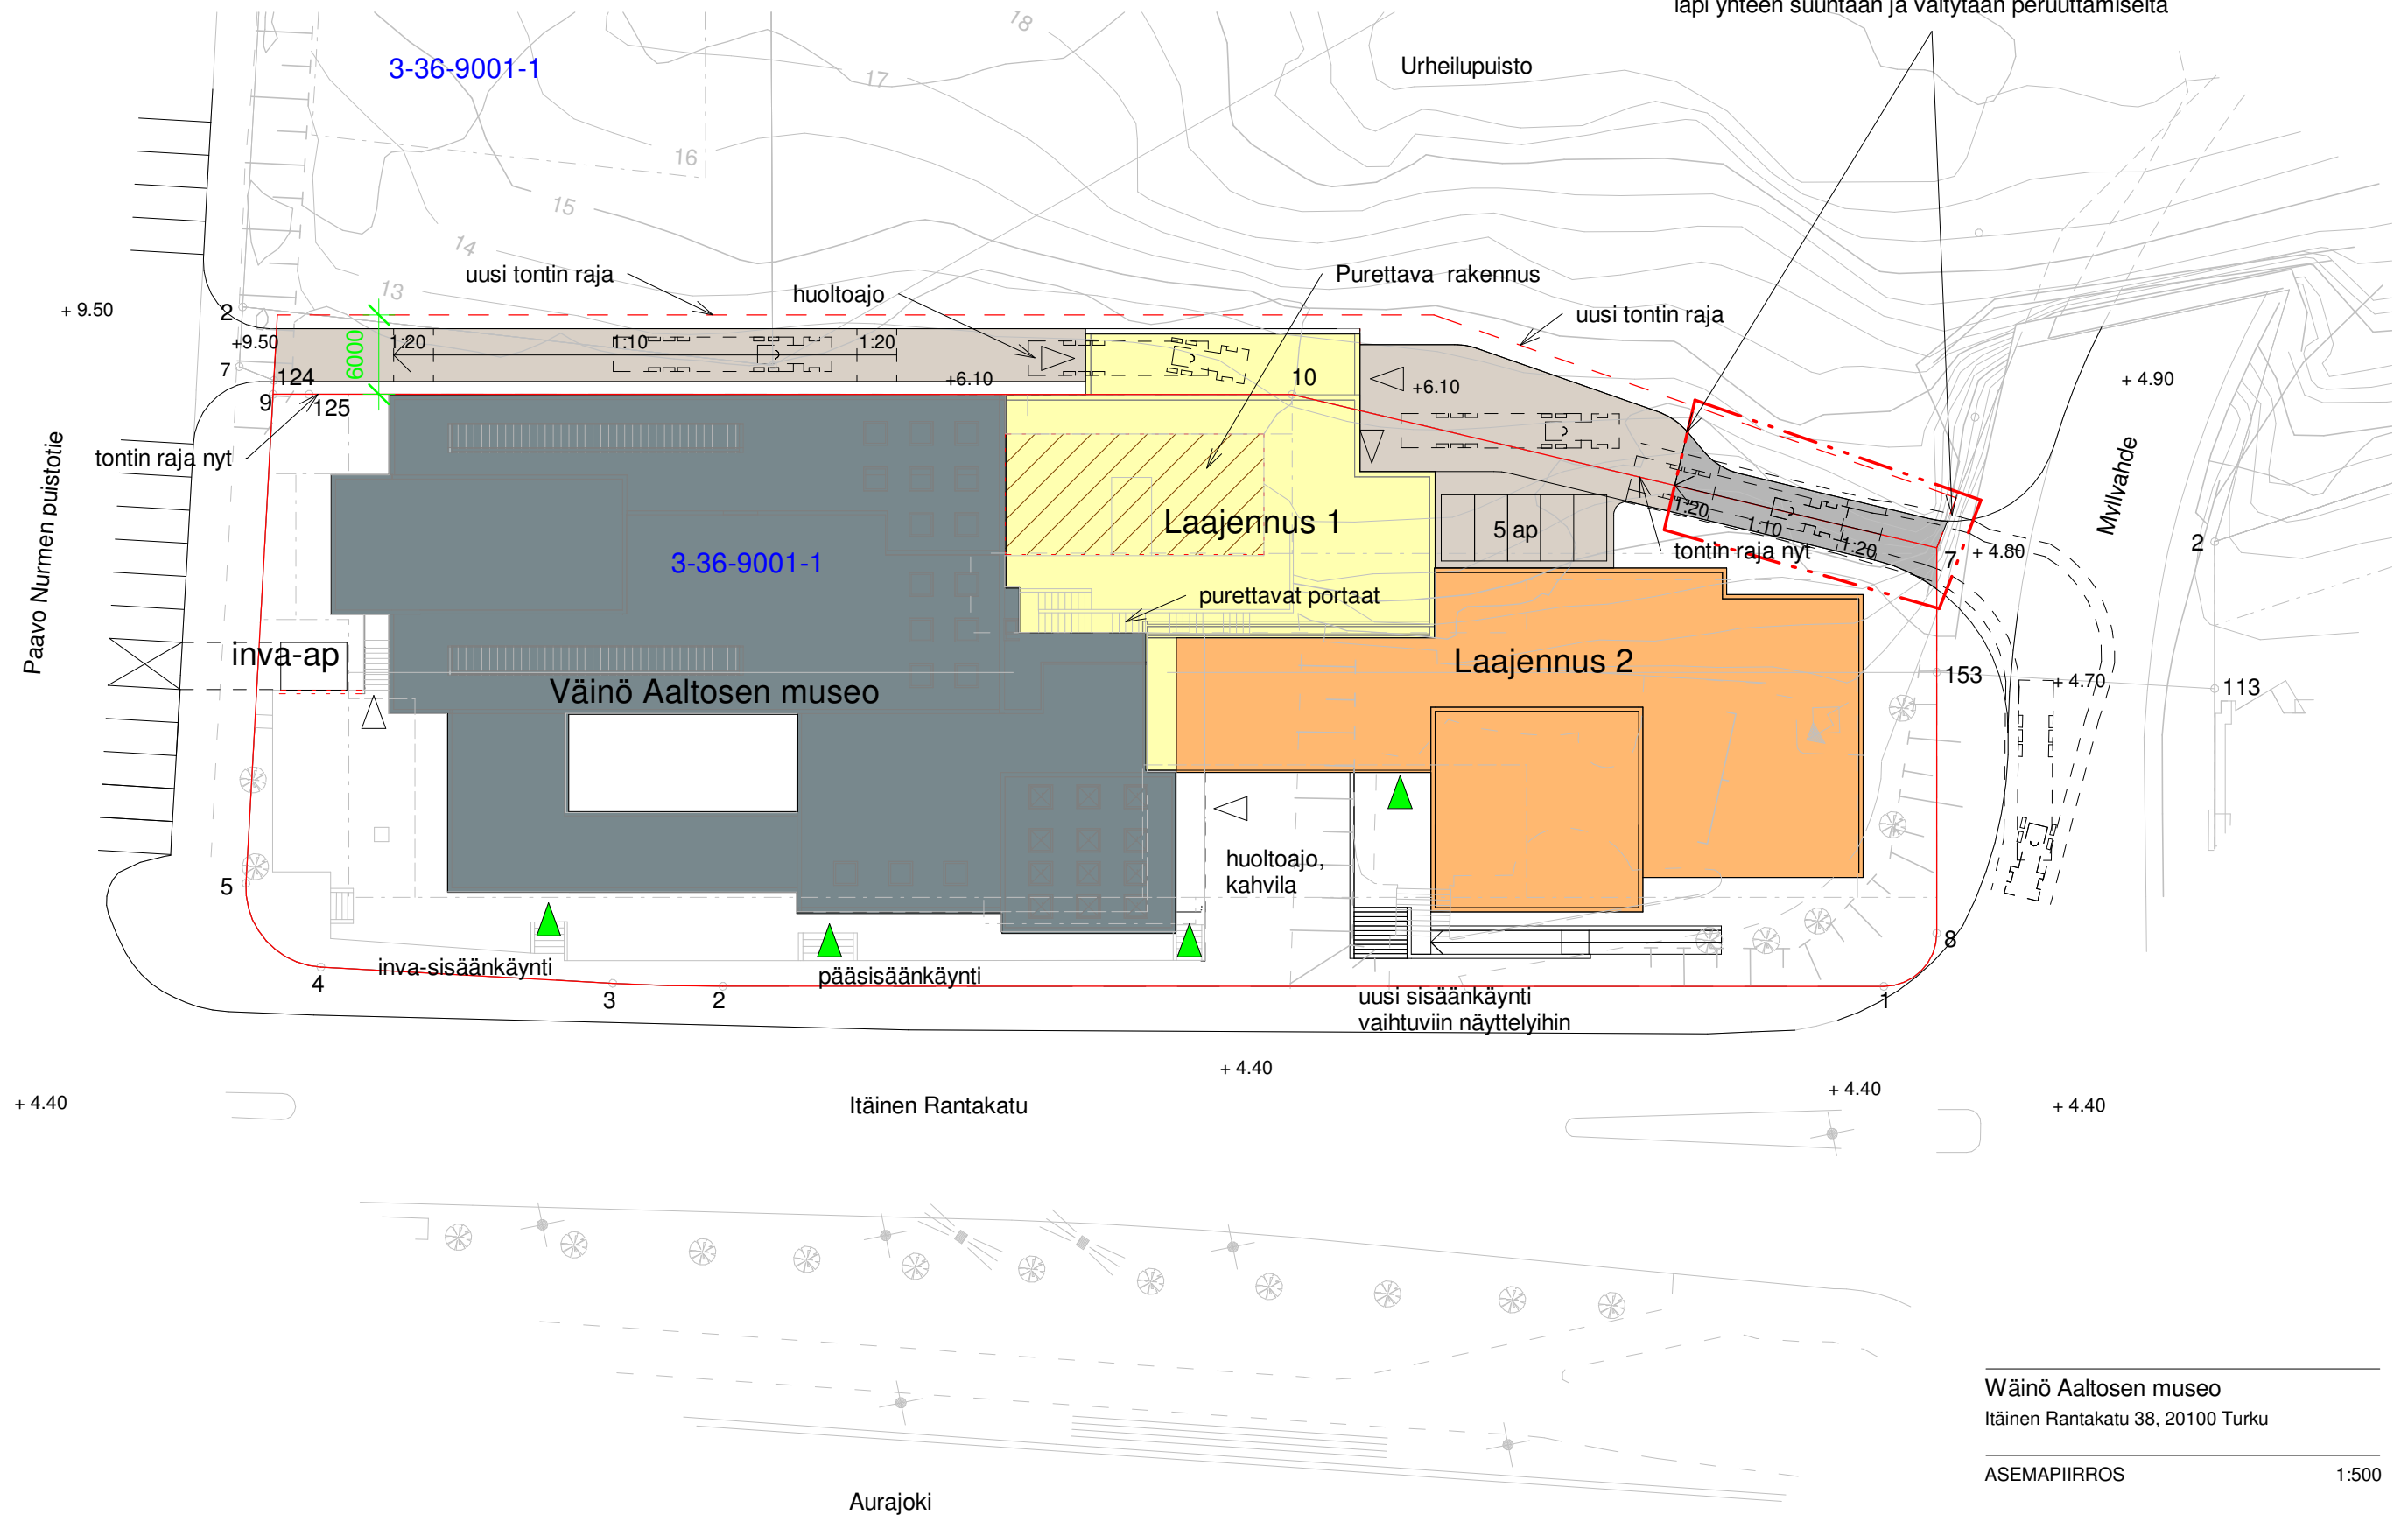 läpi yhteen suuntaan ja vältytään peruuttamiselta
18
3-36-9001-1
Urheilupuisto
17
16
15
14
uusi tontin raja
huoltoajo
Purettava rakennus
13
+ 9.50
2
uusi tontin raja
+9.50
6000
1:20
1:10
1:20
7
124
+6.10
10
+6.10
+ 4.90
9
125
tontin raja nyt
Paavo Nurmen puistotie
Myllyahde
Laajennus 1
5 ap
1:20
1:10
1:20
tontin raja nyt
7
+ 4.80
2
3-36-9001-1
purettavat portaat
inva-ap
Väinö Aaltosen museo
Laajennus 2
153
+ 4.70
113
huoltoajo,
kahvila
5
8
inva-sisäänkäynti
pääsisäänkäynti
4
3
2
1
uusi sisäänkäynti
vaihtuviin näyttelyihin
+ 4.40
+ 4.40
+ 4.40
+ 4.40
Itäinen Rantakatu
Wäinö Aaltosen museo
Itäinen Rantakatu 38, 20100 Turku
ASEMAPIIRROS 1:500
Aurajoki